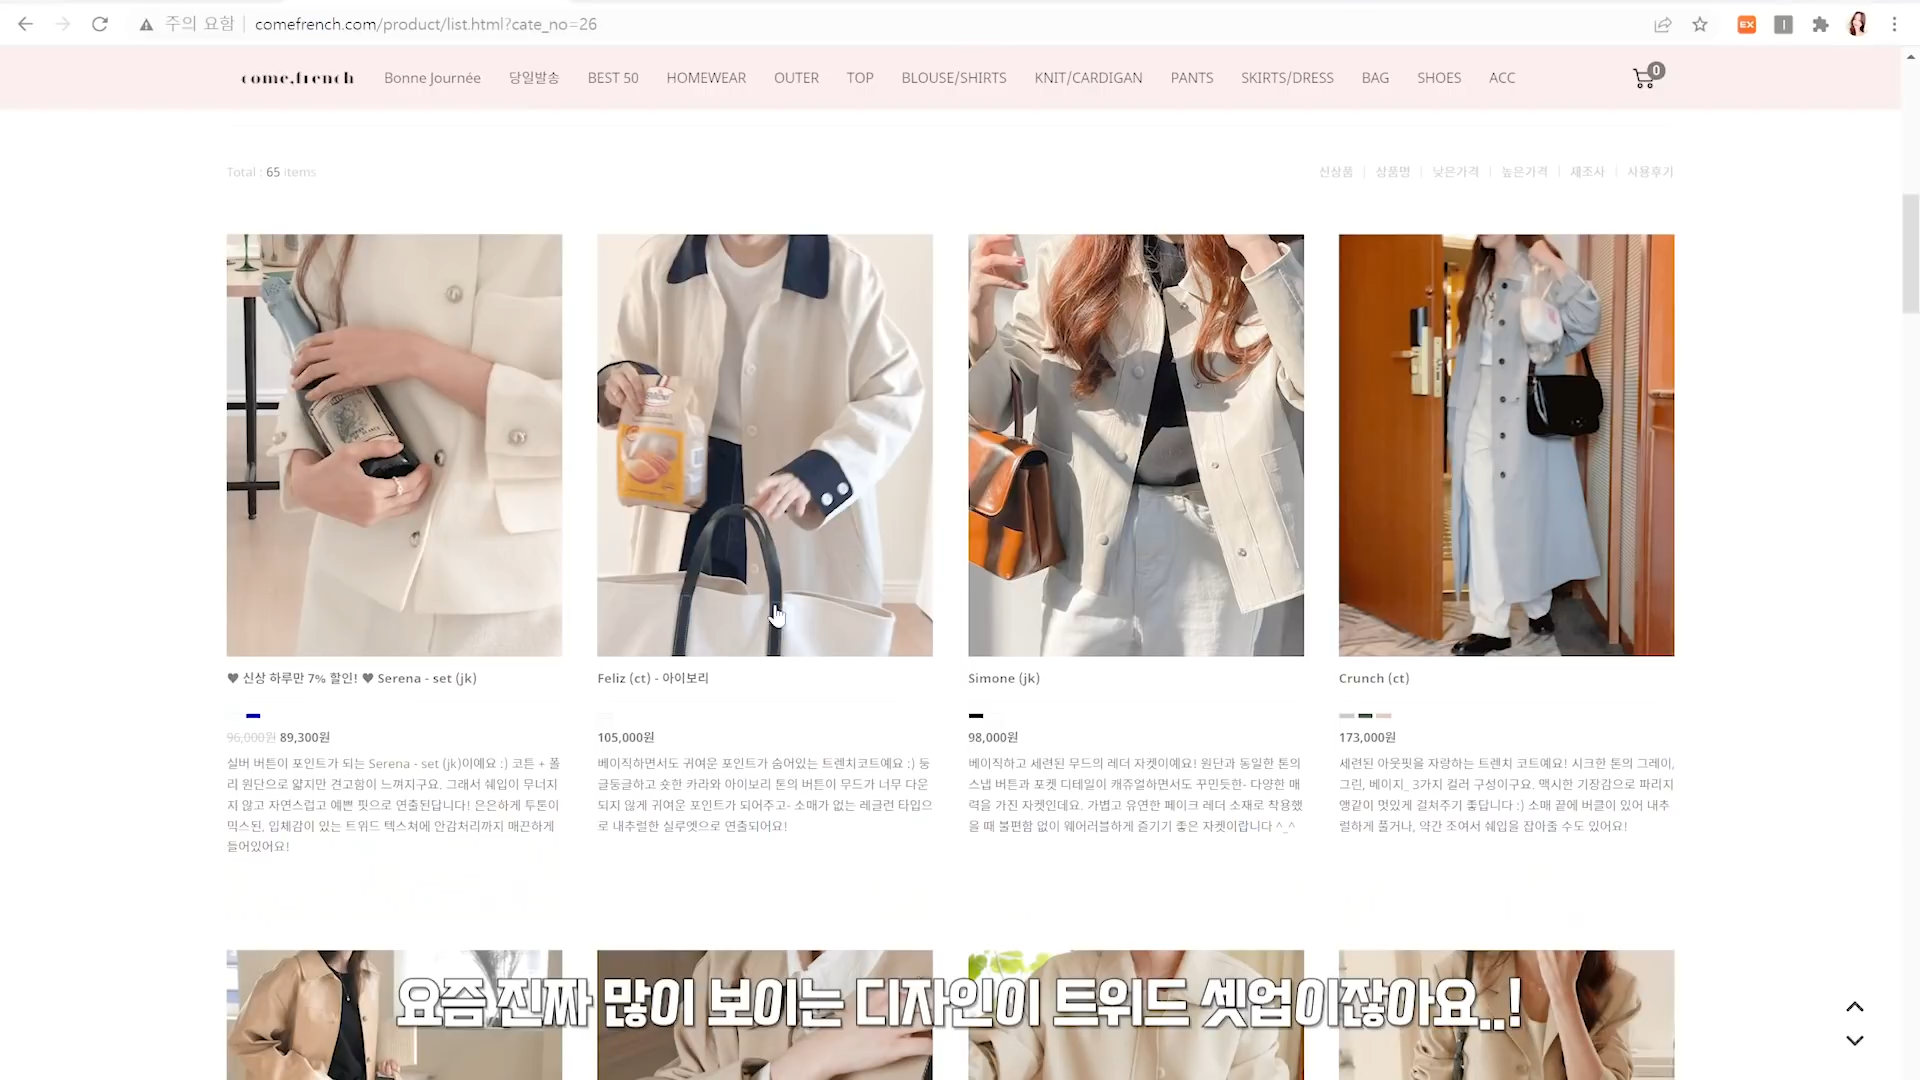 주의 요함 | comefrench.com/product/list.html?cate_no=26
EX
come,french Bonne Journée 당일발송 BEST 50 HOMEWEAR OUTER TOP BLOUSE/SHIRTS KNIT/CARDIGAN PANTS SKIRTS/DRESS BAG SHOES ACC 0
Total : 65 items
신상품 | 상품명 | 낮은가격 | 높은가격 | 제조사 | 사용후기
♥ 신상 하루만 7% 할인! ♥ Serena - set (jk)
96,000원 89,300원
실버 버튼이 포인트가 되는 Serena - set (jk)이예요 :) 코튼 + 폴
리 원단으로 얇지만 견고함이 느껴지구요. 그래서 쉐입이 무너지
지 않고 자연스럽고 예쁜 핏으로 연출된답니다! 은은하게 투톤이
믹스된, 입체감이 있는 트위드 텍스쳐에 안감처리까지 매끈하게
들어있어요!
Feliz (ct) - 아이보리
105,000원
베이직하면서도 귀여운 포인트가 숨어있는 트렌치코트예요 :) 둥
글둥글하고 숏한 카라와 아이보리 톤의 버튼이 무드가 너무 다운
되지 않게 귀여운 포인트가 되어주고- 소매가 없는 레글런 타입으
로 내추럴한 실루엣으로 연출되어요!
Simone (jk)
98,000원
베이직하고 세련된 무드의 레더 자켓이예요! 원단과 동일한 톤의
스냅 버튼과 포켓 디테일이 캐쥬얼하면서도 꾸민듯한- 다양한 매
력을 가진 자켓인데요. 가볍고 유연한 페이크 레더 소재로 착용했
을 때 불편함 없이 웨어러블하게 즐기기 좋은 자켓이랍니다 ^_^
Crunch (ct)
173,000원
세련된 아웃핏을 자랑하는 트렌치 코트예요! 시크한 톤의 그레이,
그린, 베이지_ 3가지 컬러 구성이구요. 맥시한 기장감으로 파리지
앵같이 멋있게 걸쳐주기 좋답니다 :) 소매 끝에 버클이 있어 내추
럴하게 풀거나, 약간 조여서 쉐입을 잡아줄 수도 있어요!
요즘 진짜 많이 보이는 디자인이 트위드 셋업이잖아요..!